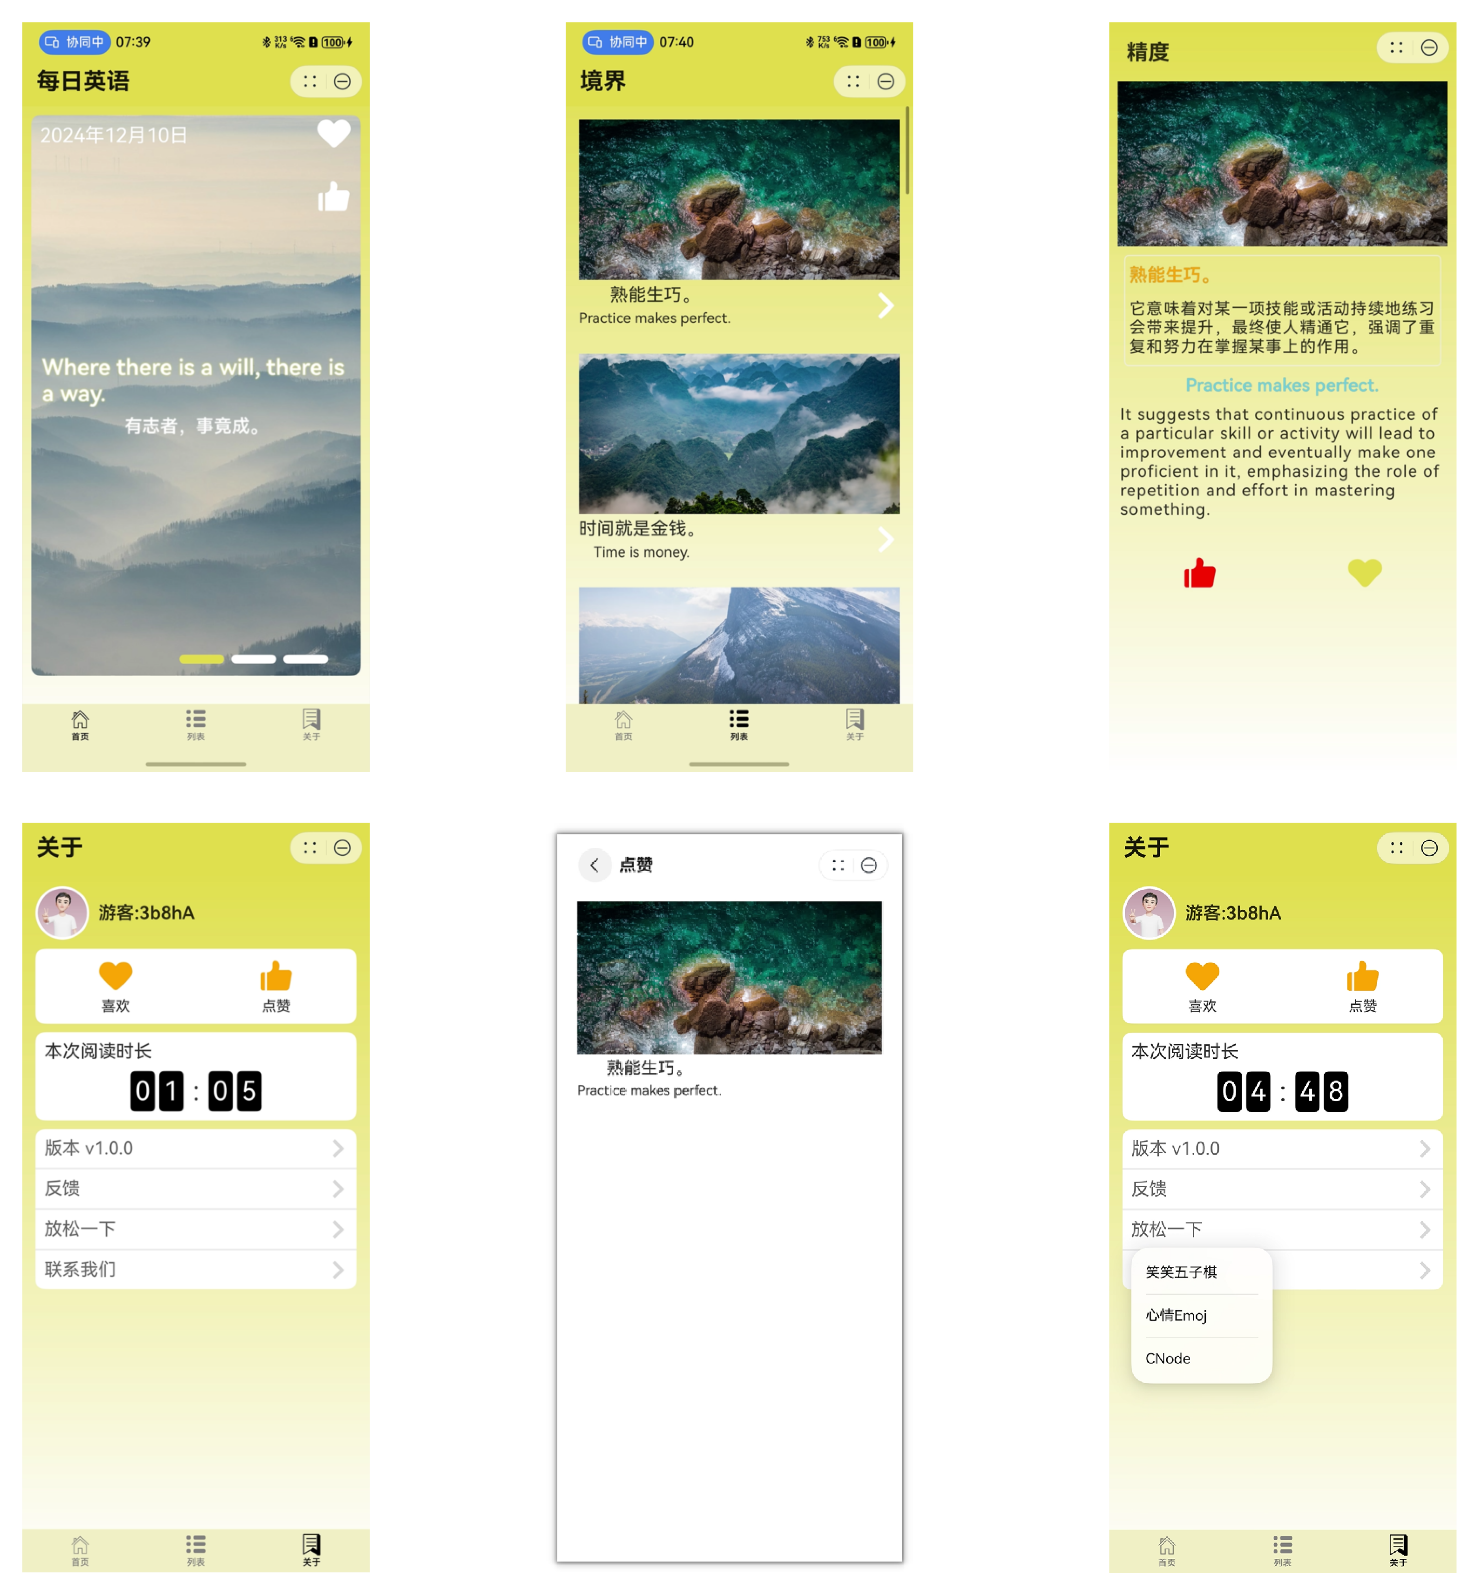 协同中 07:39 313 K/s 6 100
每日英语
2024年12月10日
Where there is a will, there is
a way.
有志者，事竟成。
首页 列表 关于
协同中 07:40 753 K/s 6 100
境界
熟能生巧。
Practice makes perfect.
时间就是金钱。
Time is money.
首页 列表 关于
精度
熟能生巧。
它意味着对某一项技能或活动持续地练习
会带来提升，最终使人精通它，强调了重
复和努力在掌握某事上的作用。
Practice makes perfect.
It suggests that continuous practice of
a particular skill or activity will lead to
improvement and eventually make one
proficient in it, emphasizing the role of
repetition and effort in mastering
something.
关于
游客:3b8hA
喜欢 点赞
本次阅读时长
01:05
版本 v1.0.0
反馈
放松一下
联系我们
首页 列表 关于
点赞
熟能生巧。
Practice makes perfect.
关于
游客:3b8hA
喜欢 点赞
本次阅读时长
04:48
版本 v1.0.0
反馈
放松一下
笑笑五子棋
心情Emoj
CNode
首页 列表 关于